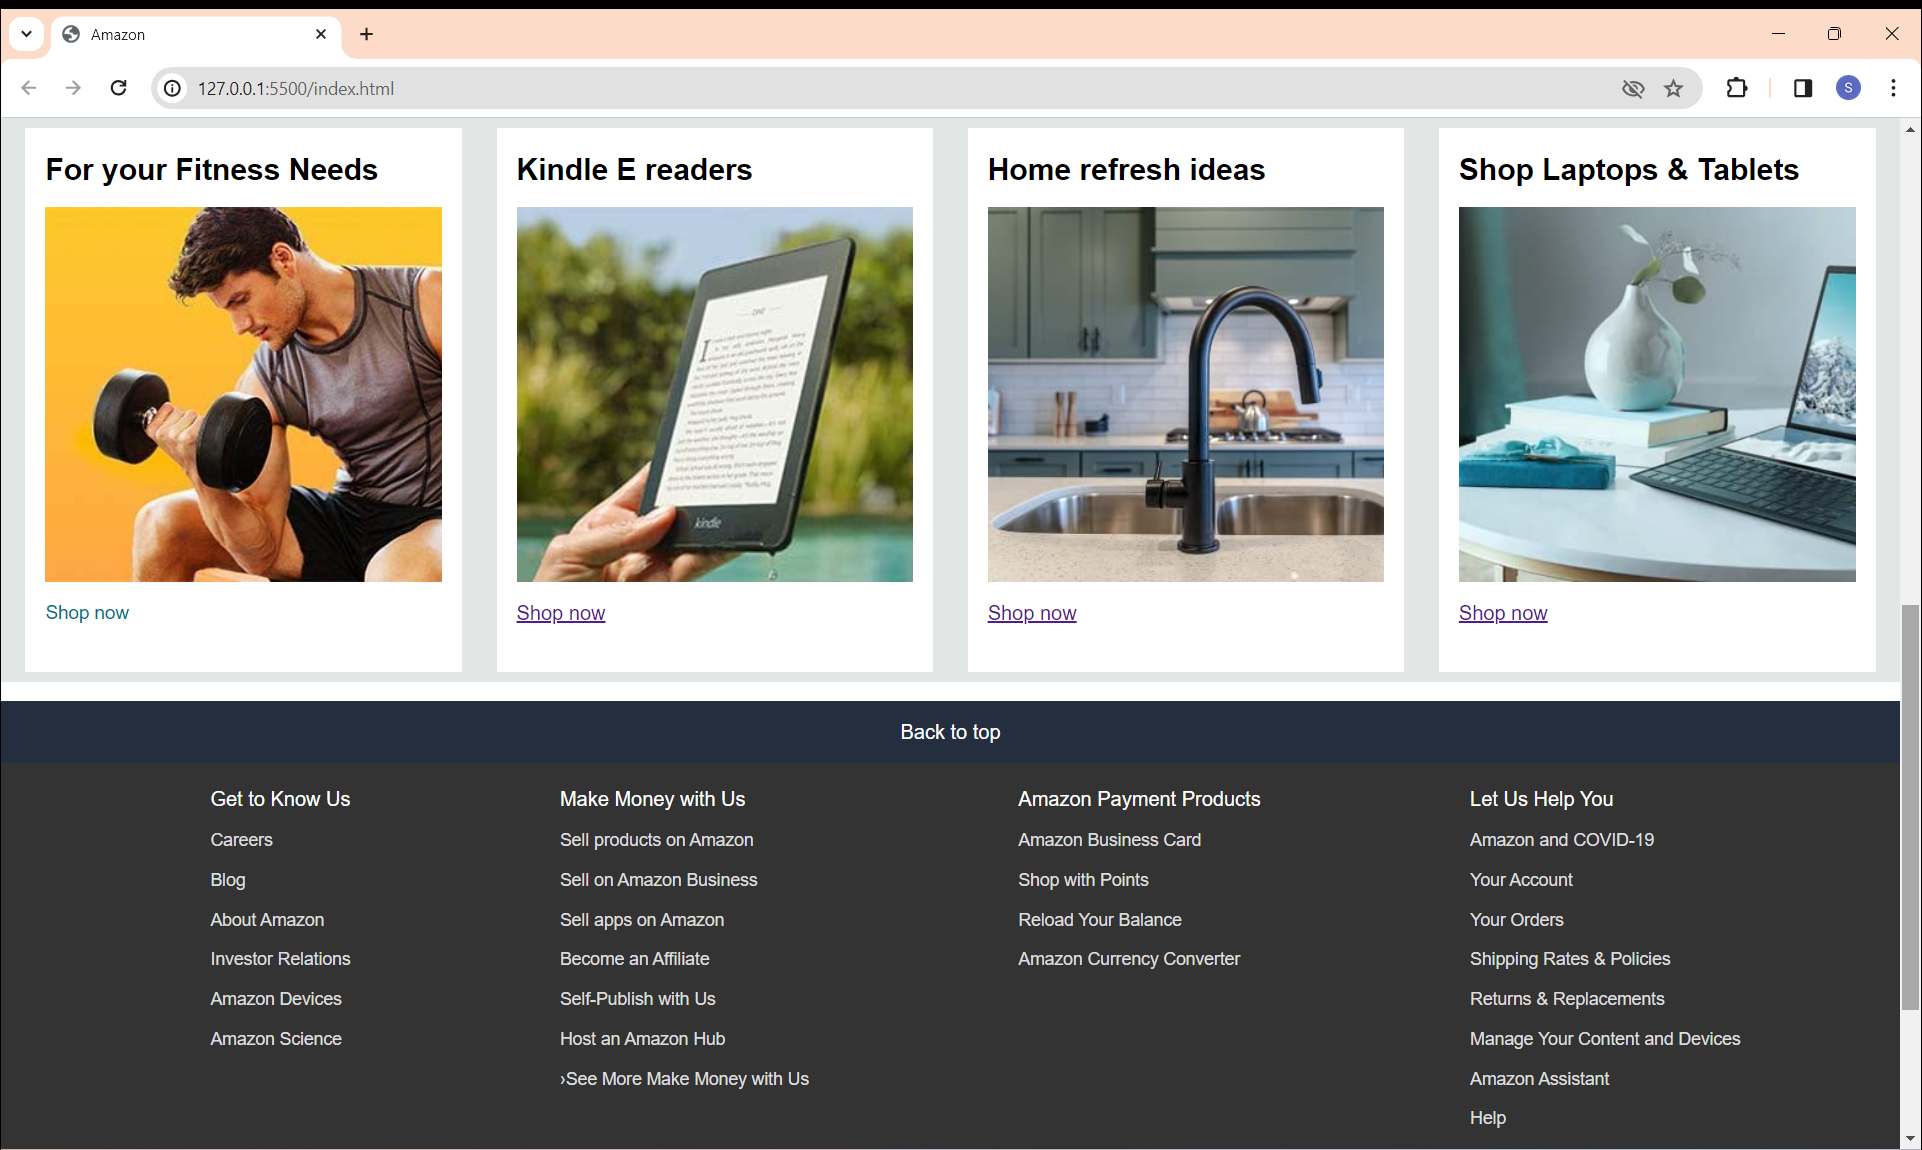 Amazon
127.0.0.1:5500/index.html
S
For your Fitness Needs
Shop now
Kindle E readers
ONE
kindle
Shop now
Home refresh ideas
Shop now
Shop Laptops & Tablets
Shop now
Back to top
Get to Know Us
Careers
Blog
About Amazon
Investor Relations
Amazon Devices
Amazon Science
Make Money with Us
Sell products on Amazon
Sell on Amazon Business
Sell apps on Amazon
Become an Affiliate
Self-Publish with Us
Host an Amazon Hub
›See More Make Money with Us
Amazon Payment Products
Amazon Business Card
Shop with Points
Reload Your Balance
Amazon Currency Converter
Let Us Help You
Amazon and COVID-19
Your Account
Your Orders
Shipping Rates & Policies
Returns & Replacements
Manage Your Content and Devices
Amazon Assistant
Help